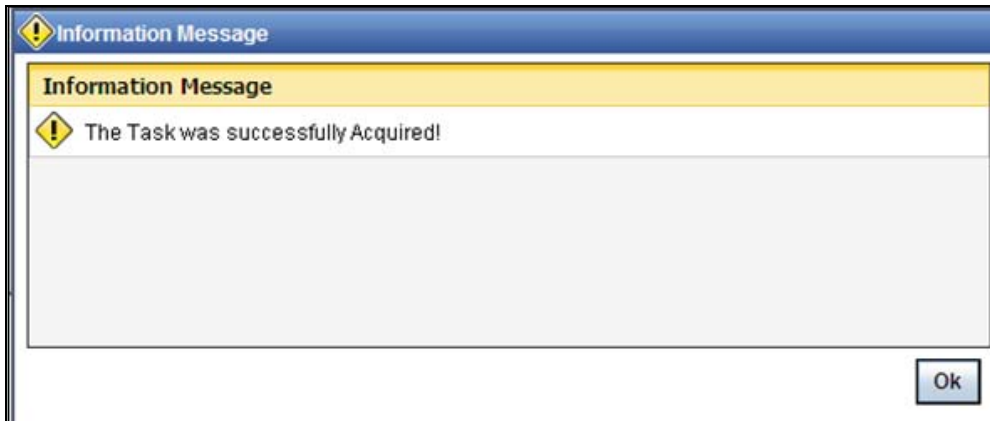 Information Message
Information Message
The Task was successfully Acquired!
Ok